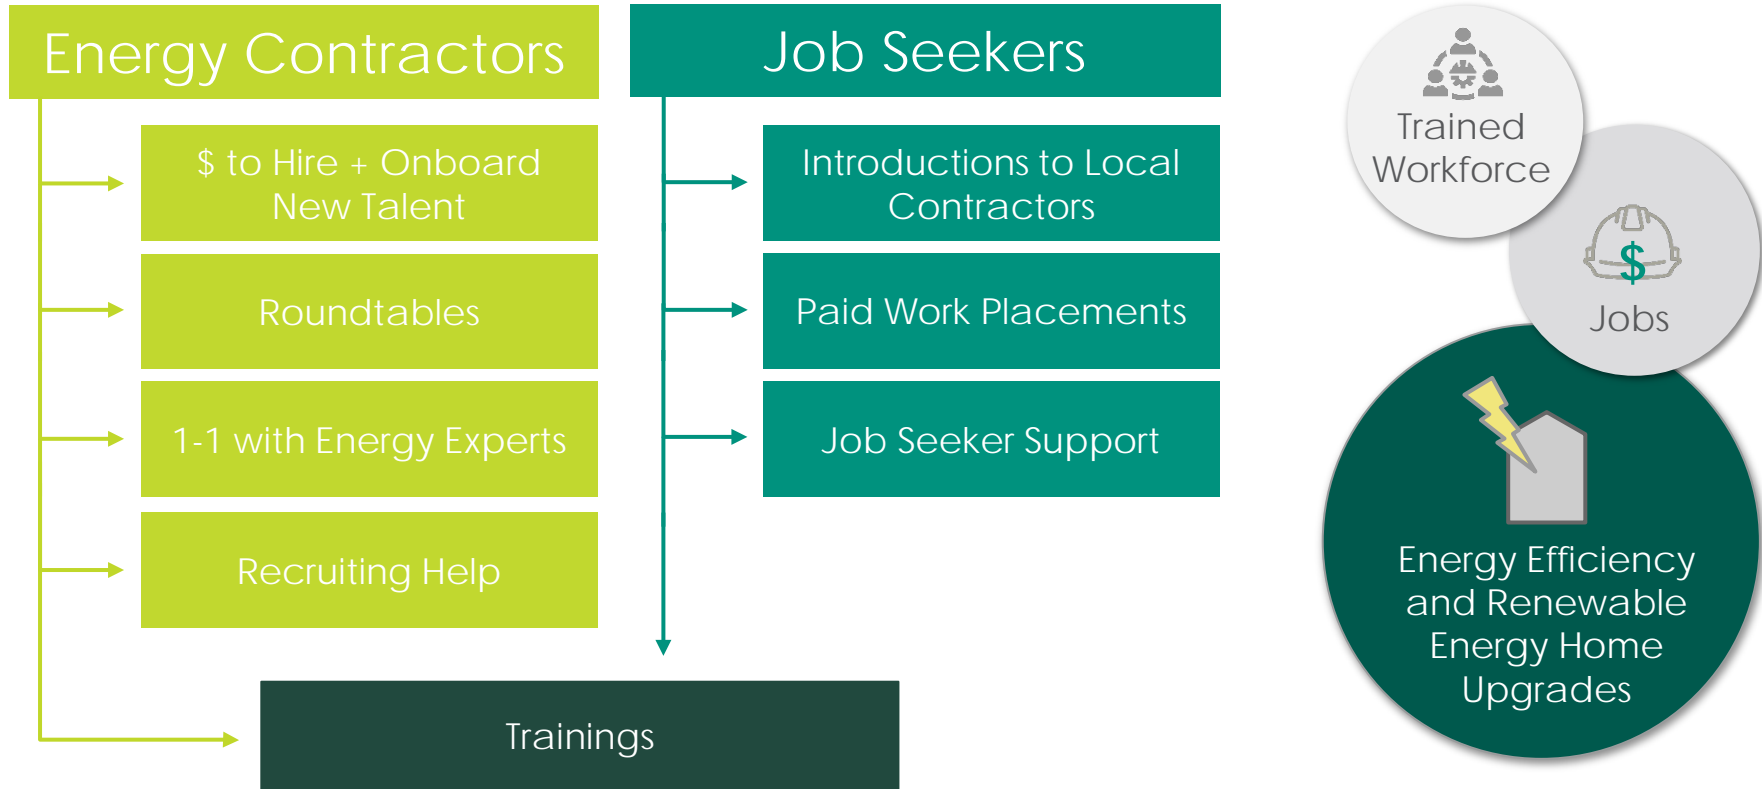 Energy Contractors
$ to Hire + Onboard
New Talent
Roundtables
1-1 with Energy Experts
Recruiting Help
Job Seekers
Introductions to Local
Contractors
Paid Work Placements
Job Seeker Support
Trainings
Trained
Workforce
$
Jobs
Energy Efficiency
and Renewable
Energy Home
Upgrades